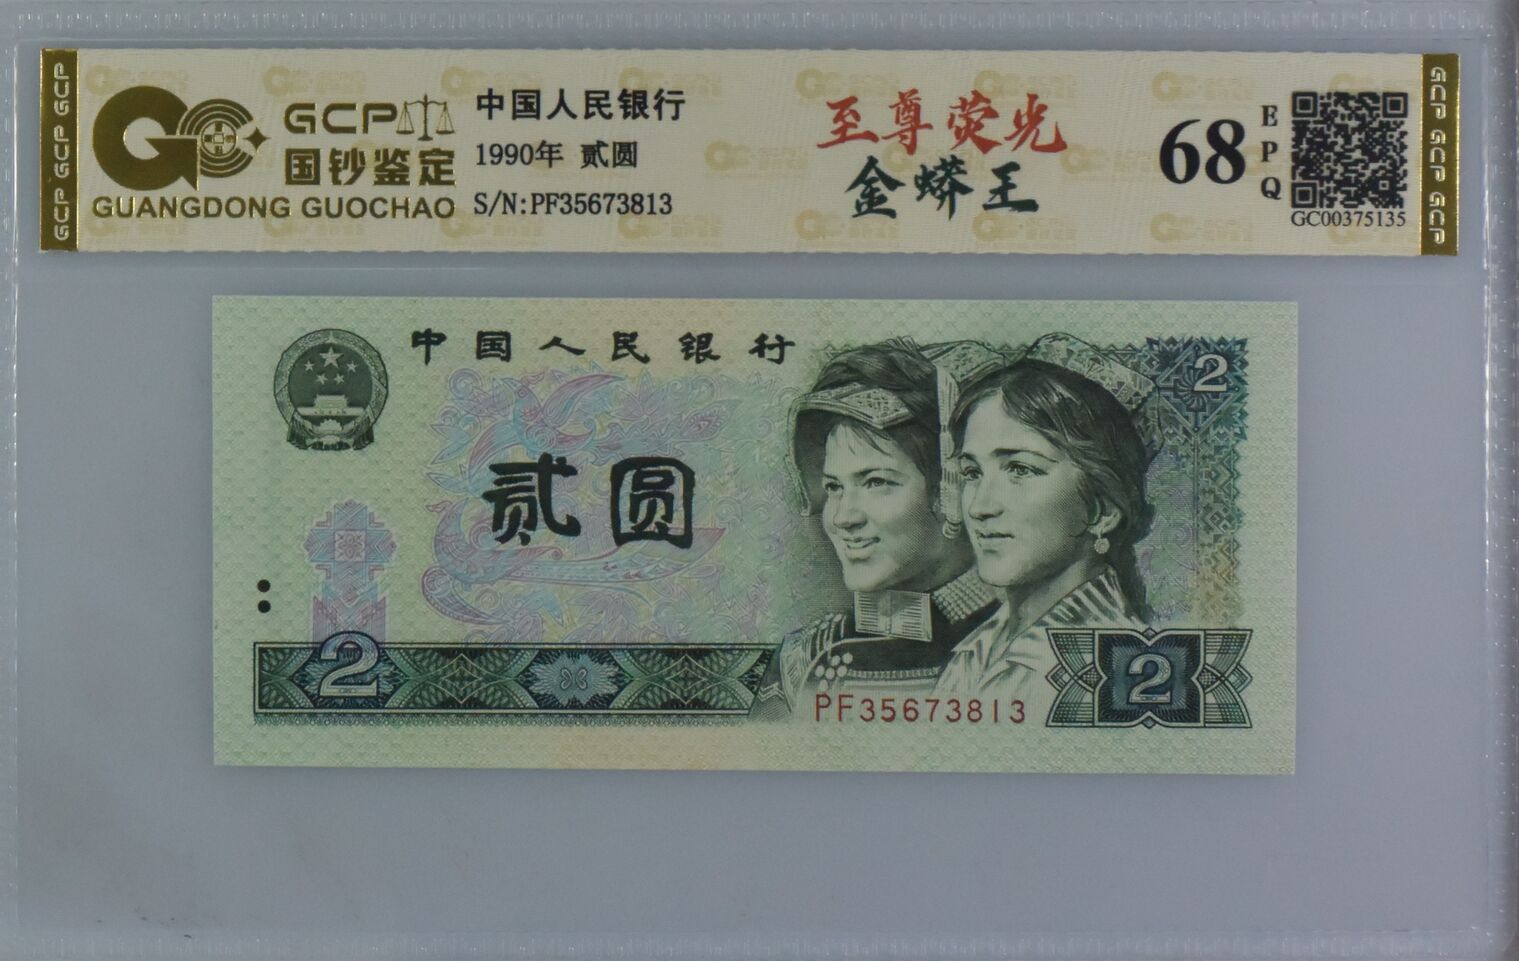 GCP GCP GCP
GCP
国钞鉴定
GUANGDONG GUOCHAO
中国人民银行
1990年 贰圆
S/N:PF35673813
至尊荧光
金蟒王
68
EPQ
GC00375135
GCP GCP GCP
中国人民银行
2
贰圆
2
2
PF35673813